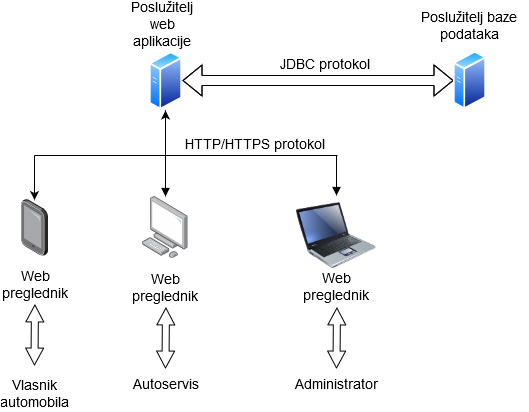 Poslužitelj
web
aplikacije
Poslužitelj baze
podataka
JDBC protokol
HTTP/HTTPS protokol
Web
preglednik
Web
preglednik
Web
preglednik
Vlasnik
automobila
Autoservis
Administrator